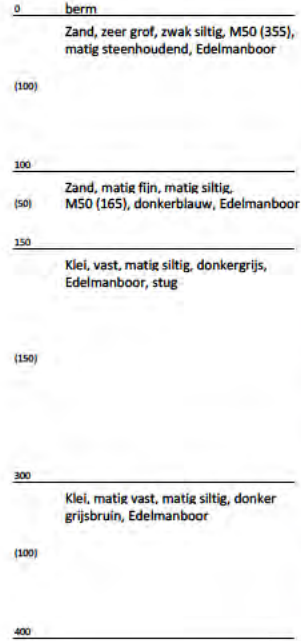 0 berm
Zand, zeer grof, zwak siltig, M50 (355),
matig steenhoudend, Edelmanboor
(100)
100
Zand, matig fijn, matig siltig,
(50) M50 (165), donkerblauw, Edelmanboor
150
Klei, vast, matig siltig, donkergrijs,
Edelmanboor, stug
(150)
300
Klei, matig vast, matig siltig, donker
grijsbruin, Edelmanboor
(100)
400